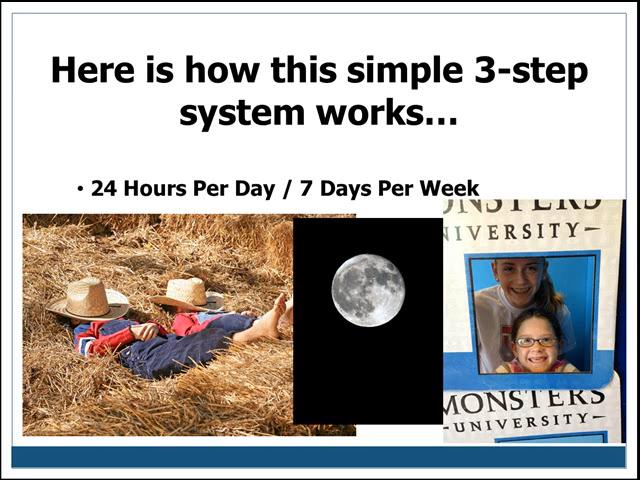 Here is how this simple 3-step
system works...
• 24 Hours Per Day / 7 Days Per Week
MONSTERS
-UNIVERSITY-
MONSTERS
-UNIVERSITY-